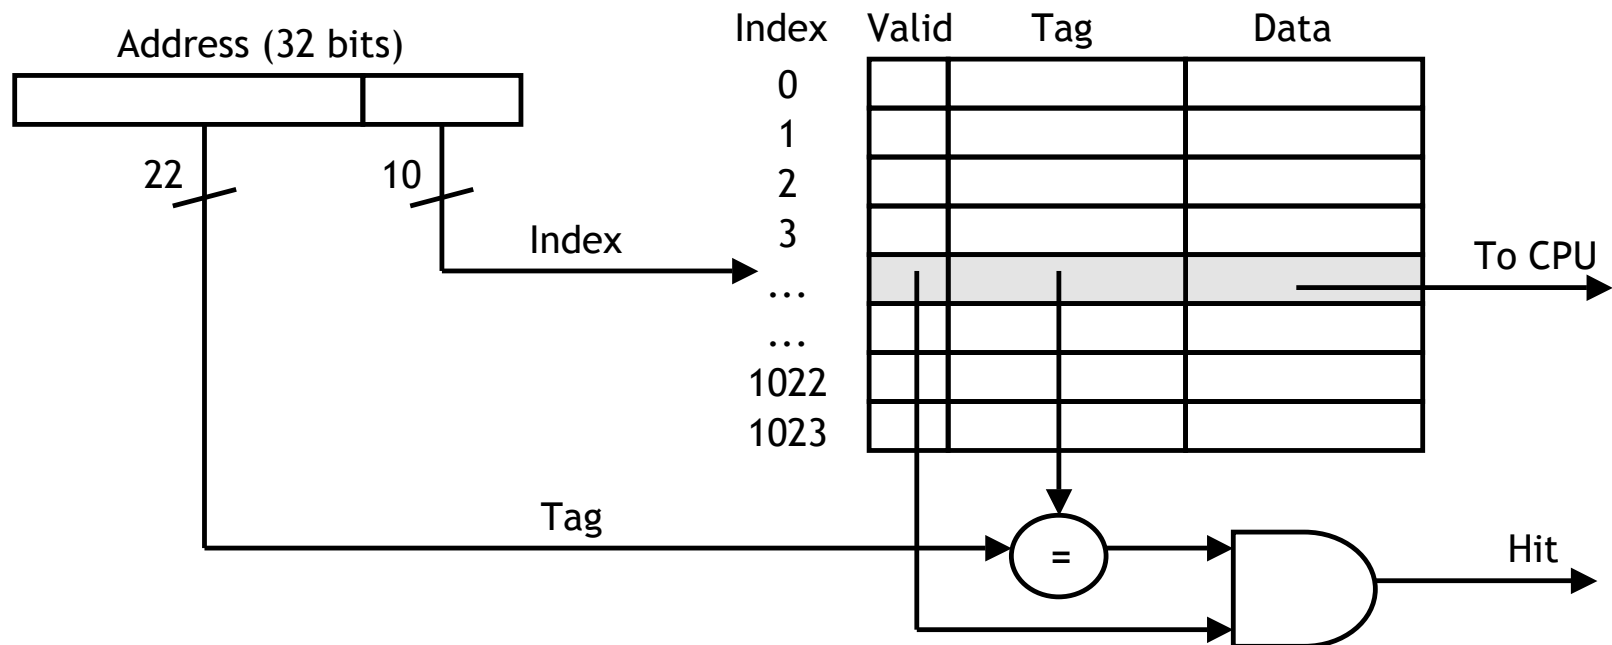 Address (32 bits)
22
10
Index
Tag
Index Valid Tag Data
0
1
2
3
...
...
1022
1023
To CPU
=
Hit